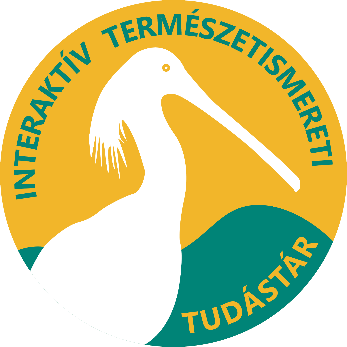 INTERAKTÍV TERMÉSZETISMERETI
TUDÁSTÁR